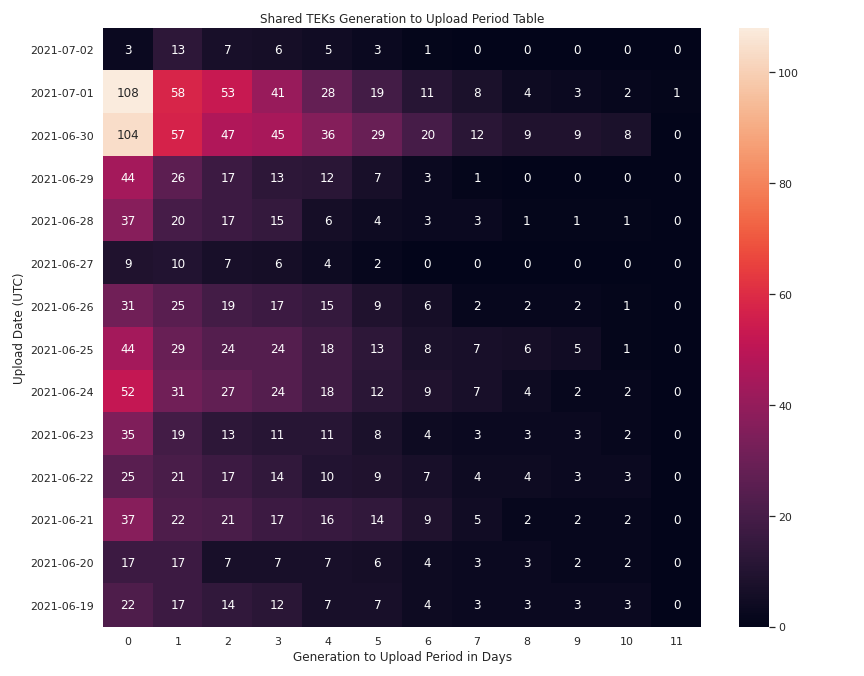 Shared TEKs Generation to Upload Period Table
Upload Date (UTC)
2021-07-02 3 13 7 6 5 3 1 0 0 0 0 0
2021-07-01 108 58 53 41 28 19 11 8 4 3 2 1
2021-06-30 104 57 47 45 36 29 20 12 9 9 8 0
2021-06-29 44 26 17 13 12 7 3 1 0 0 0 0
2021-06-28 37 20 17 15 6 4 3 3 1 1 1 0
2021-06-27 9 10 7 6 4 2 0 0 0 0 0 0
2021-06-26 31 25 19 17 15 9 6 2 2 2 1 0
2021-06-25 44 29 24 24 18 13 8 7 6 5 1 0
2021-06-24 52 31 27 24 18 12 9 7 4 2 2 0
2021-06-23 35 19 13 11 11 8 4 3 3 3 2 0
2021-06-22 25 21 17 14 10 9 7 4 4 3 3 0
2021-06-21 37 22 21 17 16 14 9 5 2 2 2 0
2021-06-20 17 17 7 7 7 6 4 3 3 2 2 0
2021-06-19 22 17 14 12 7 7 4 3 3 3 3 0
0 1 2 3 4 5 6 7 8 9 10 11
Generation to Upload Period in Days
100
80
60
40
20
0